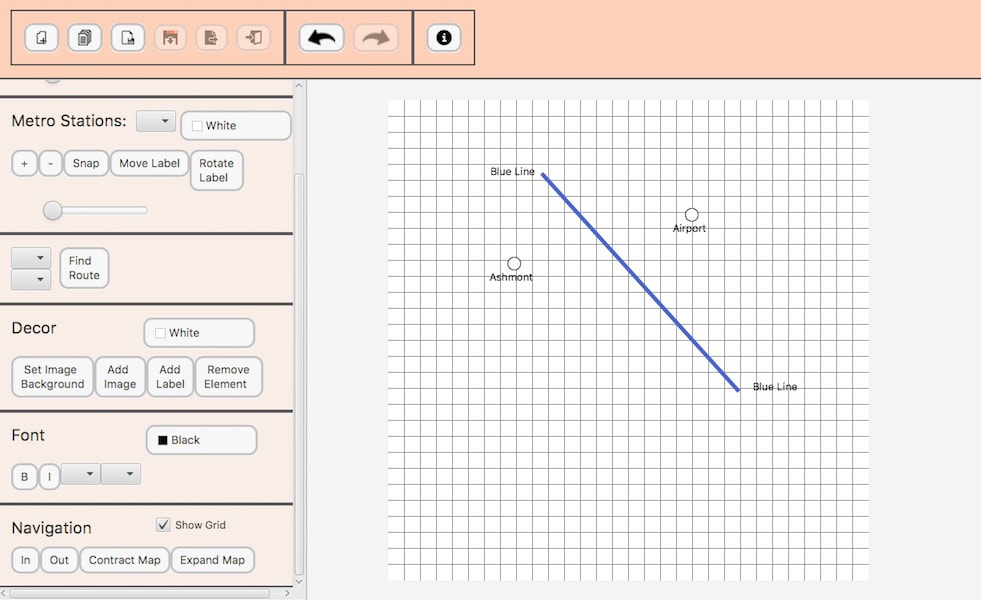 Metro Stations:
White
+
-
Snap
Move Label
Rotate
Label
Find
Route
Decor
White
Set Image
Background
Add
Image
Add
Label
Remove
Element
Font
Black
B
I
Navigation
Show Grid
In
Out
Contract Map
Expand Map
Blue Line
Airport
Ashmont
Blue Line